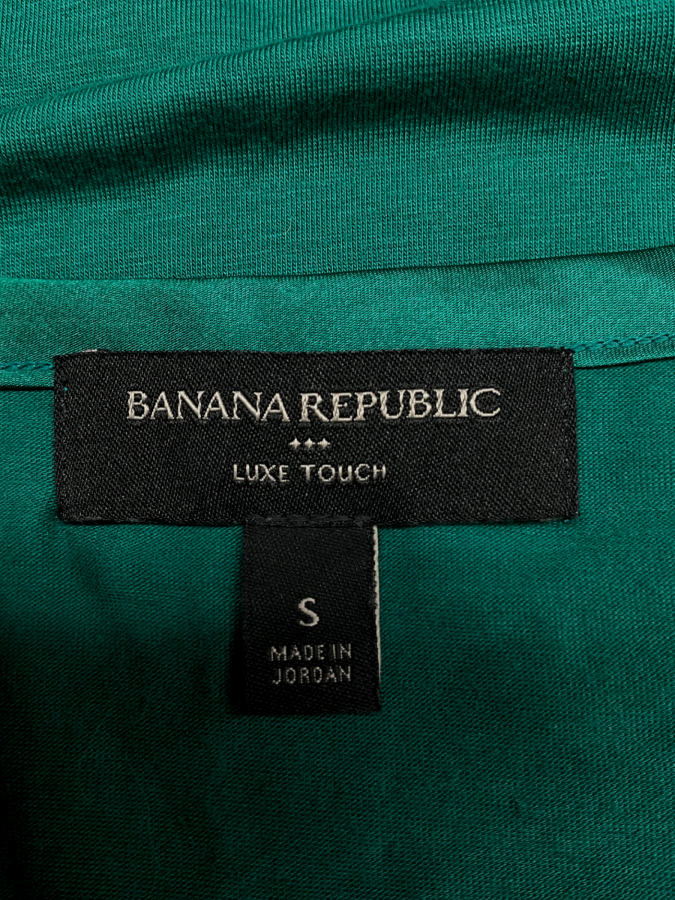 BANANA REPUBLIC
LUXE TOUCH
S
MADE IN
JORDAN